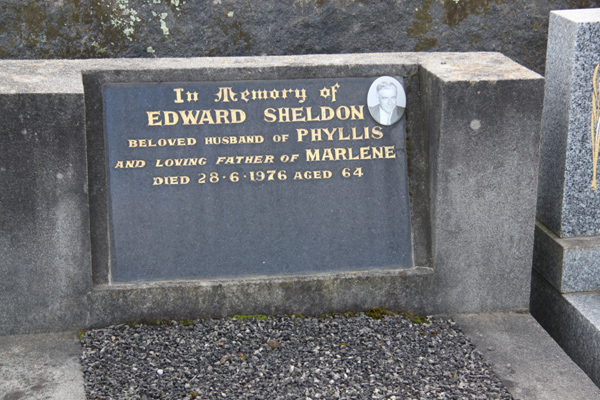 In Memory of
EDWARD SHELDON
BELOVED HUSBAND OF PHYLLIS
AND LOVING FATHER OF MARLENE
DIED 28·6·1976 AGED 64